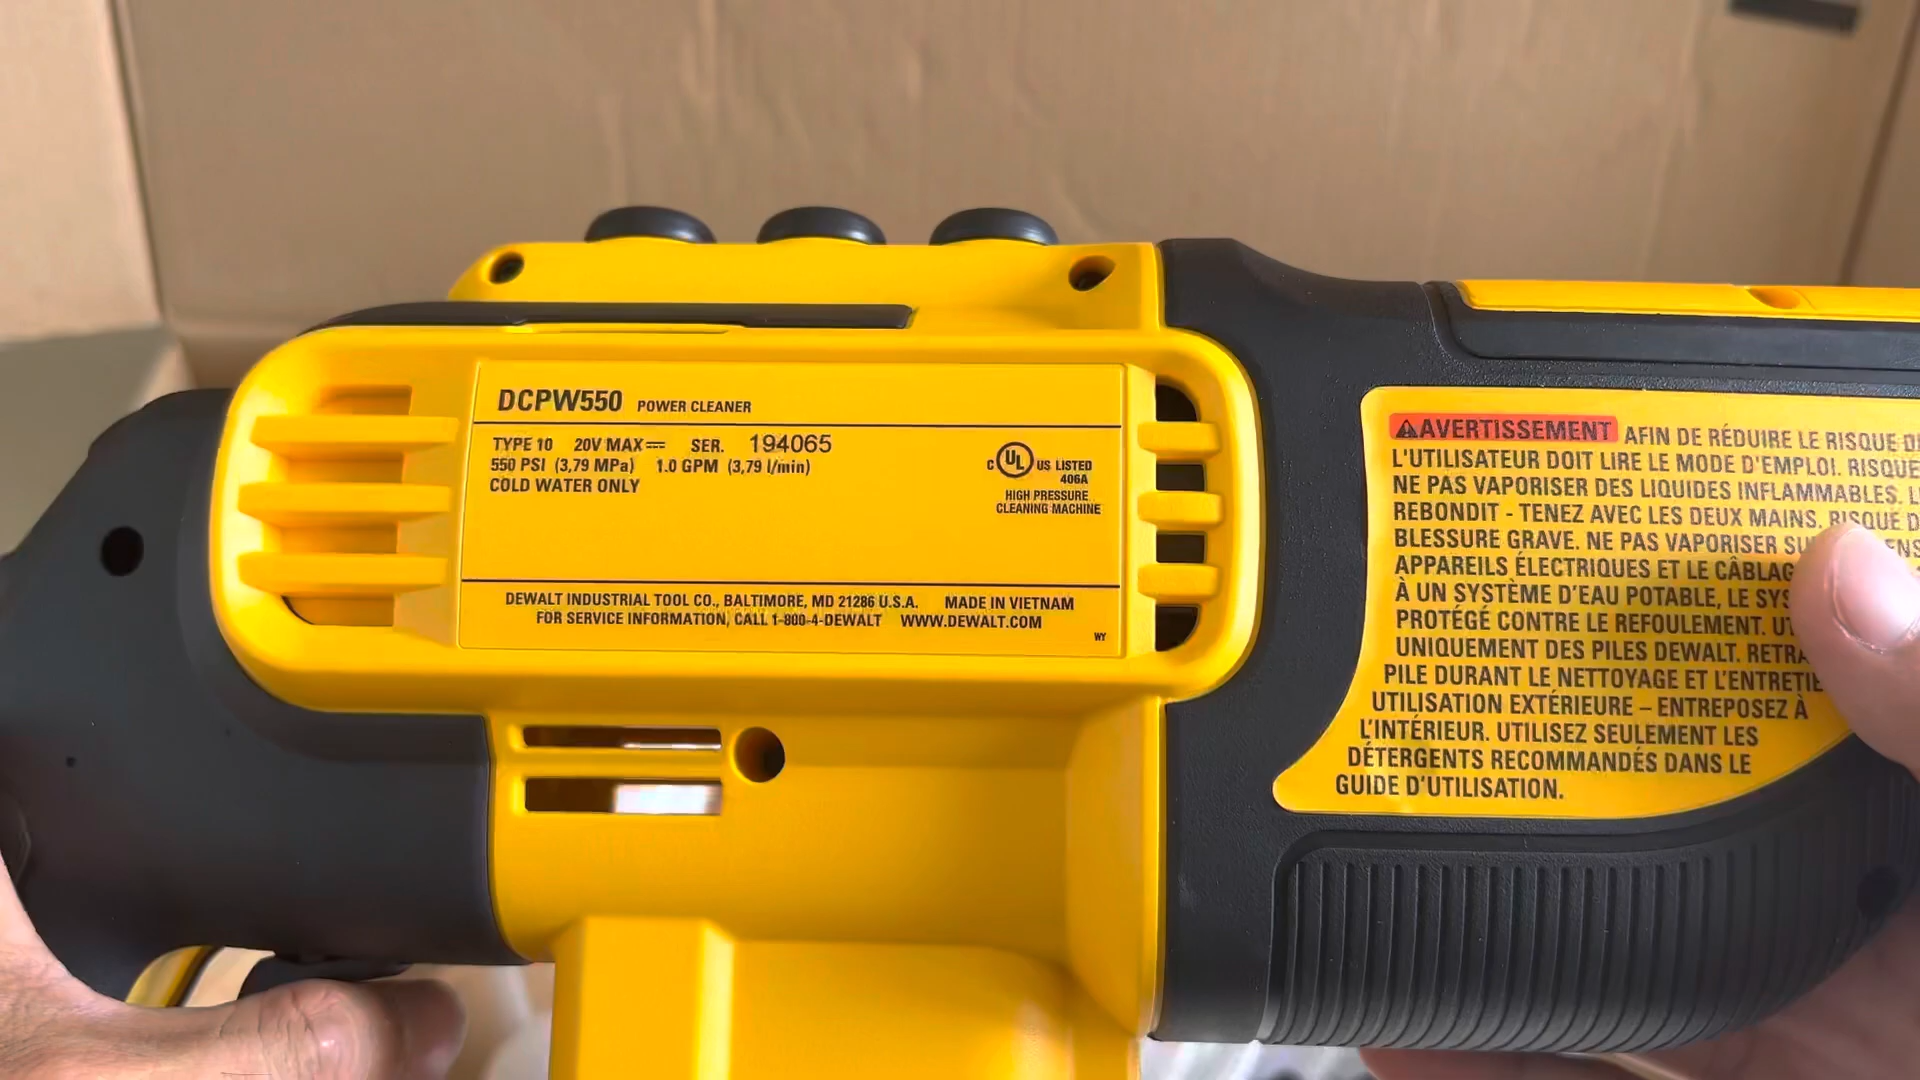 DCPW550 POWER CLEANER
TYPE 10 20V MAX SER. 194065
550 PSI (3,79 MPa) 1.0 GPM (3,79 l/min)
COLD WATER ONLY
C UL US LISTED
406A
HIGH PRESSURE
CLEANING MACHINE
DEWALT INDUSTRIAL TOOL CO., BALTIMORE, MD 21286 U.S.A. MADE IN VIETNAM
FOR SERVICE INFORMATION, CALL 1-800-4-DEWALT WWW.DEWALT.COM
WY
AVERTISSEMENT AFIN DE RÉDUIRE LE RISQUE
L'UTILISATEUR DOIT LIRE LE MODE D'EMPLOI. RISQUE
NE PAS VAPORISER DES LIQUIDES INFLAMMABLES.
REBONDIT - TENEZ AVEC LES DEUX MAINS. RISQUE
BLESSURE GRAVE. NE PAS VAPORISER
APPAREILS ÉLECTRIQUES ET LE
À UN SYSTÈME D'EAU POTABLE, LE
PROTÉGÉ CONTRE LE REFOULEMENT.
UNIQUEMENT DES PILES DEWALT.
PILE DURANT LE NETTOYAGE ET
UTILISATION EXTÉRIEURE – ENTREPOSEZ À
L'INTÉRIEUR. UTILISEZ SEULEMENT LES
DÉTERGENTS RECOMMANDÉS DANS LE
GUIDE D'UTILISATION.